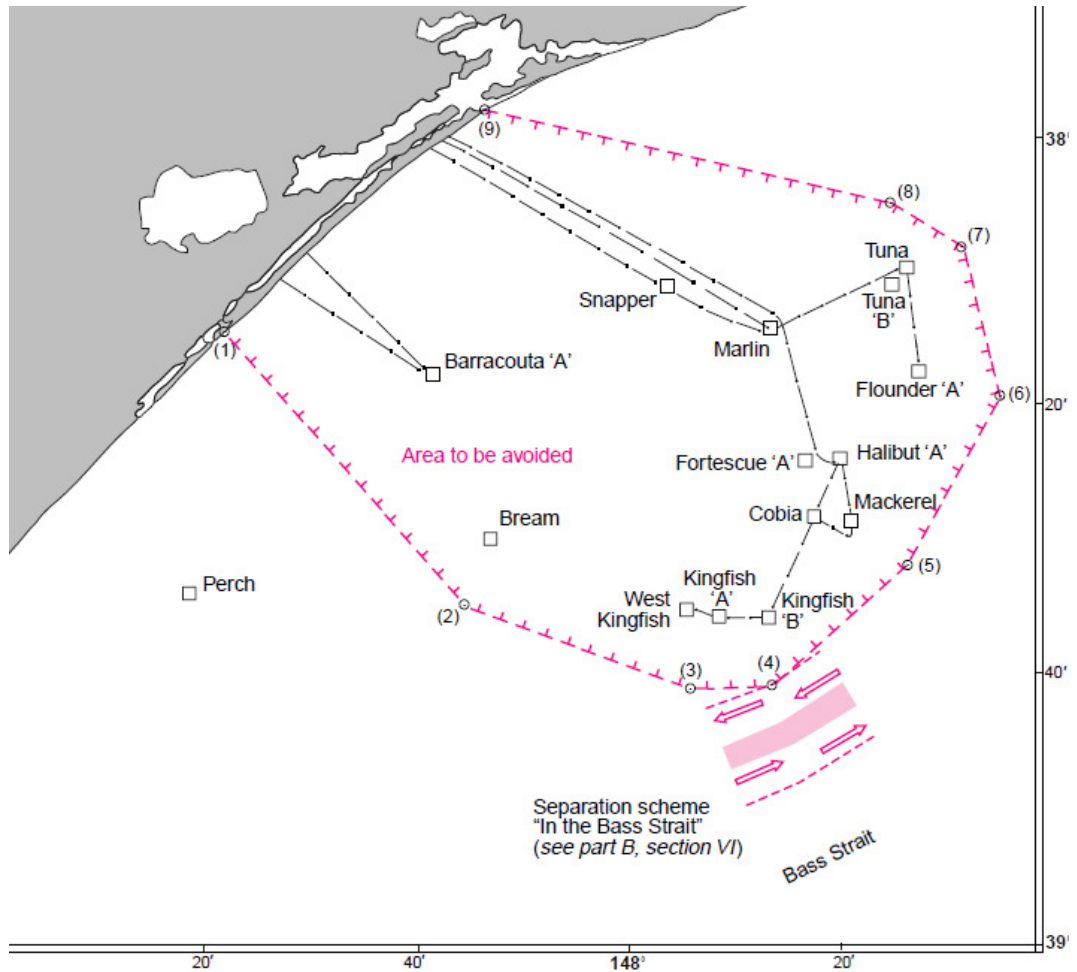 (9)
38°
(8)
(7)
Tuna
Snapper
Tuna
'B'
(1)
Marlin
Barracouta 'A'
Flounder 'A'
20′
(6)
Area to be avoided
Fortescue 'A'
Halibut 'A'
Bream
Cobia
Mackerel
(5)
Perch
Kingfish
'A'
West
Kingfish
Kingfish
'B'
(2)
(3)
(4)
40′
Separation scheme
"In the Bass Strait"
(see part B, section VI)
Bass Strait
39°
20′
40′
148°
20′